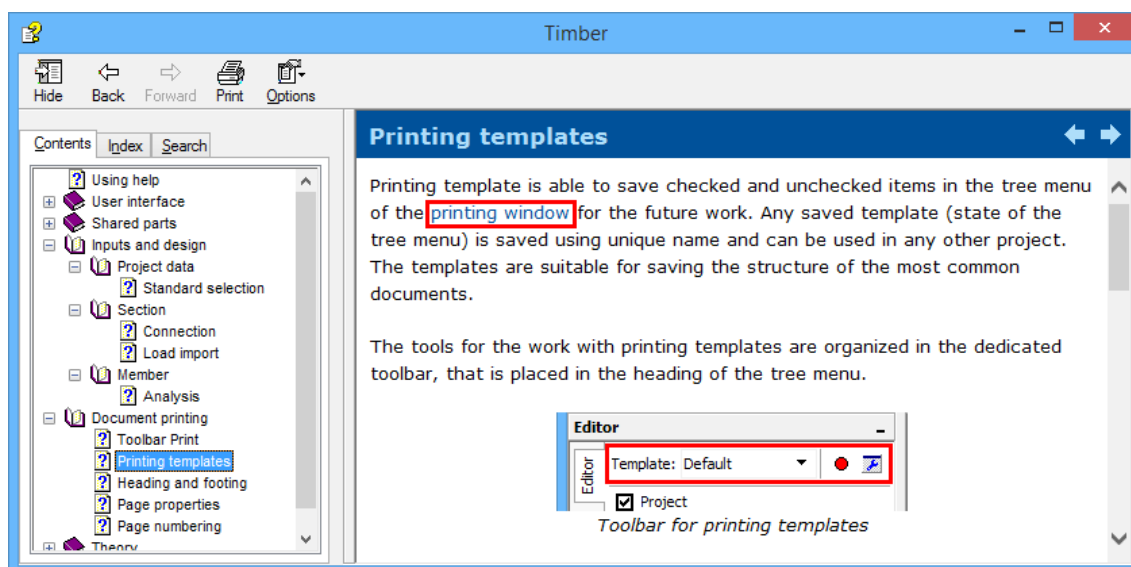 Timber
Hide Back Forward Print Options
Contents Index Search
Using help
User interface
Shared parts
Inputs and design
Project data
Standard selection
Section
Connection
Load import
Member
Analysis
Document printing
Toolbar Print
Printing templates
Heading and footing
Page properties
Page numbering
Theory
Printing templates
Printing template is able to save checked and unchecked items in the tree menu
of the printing window for the future work. Any saved template (state of the
tree menu) is saved using unique name and can be used in any other project.
The templates are suitable for saving the structure of the most common
documents.
The tools for the work with printing templates are organized in the dedicated
toolbar, that is placed in the heading of the tree menu.
Editor
Editor
Template: Default
Project
Toolbar for printing templates